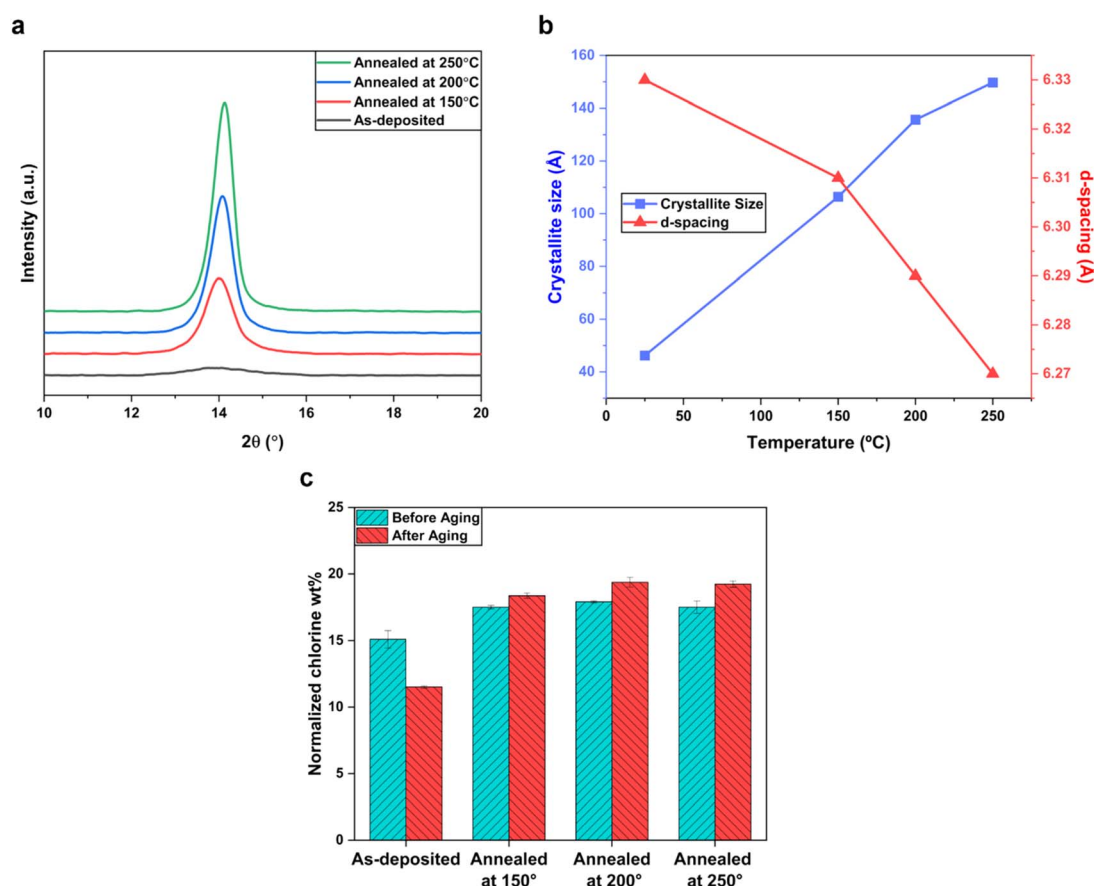 a
Annealed at 250°C
Annealed at 200°C
Annealed at 150°C
As-deposited
Intensity (a.u.)
10 12 14 16 18 20
2θ (°)
b
160
140
120
100
80
60
40
Crystallite size (Å)
Crystallite Size
d-spacing
6.33
6.32
6.31
6.30
6.29
6.28
6.27
d-spacing (Å)
0 50 100 150 200 250
Temperature (ºC)
c
25
20
15
10
5
0
Normalized chlorine wt%
Before Aging
After Aging
As-deposited Annealed Annealed Annealed
at 150° at 200° at 250°